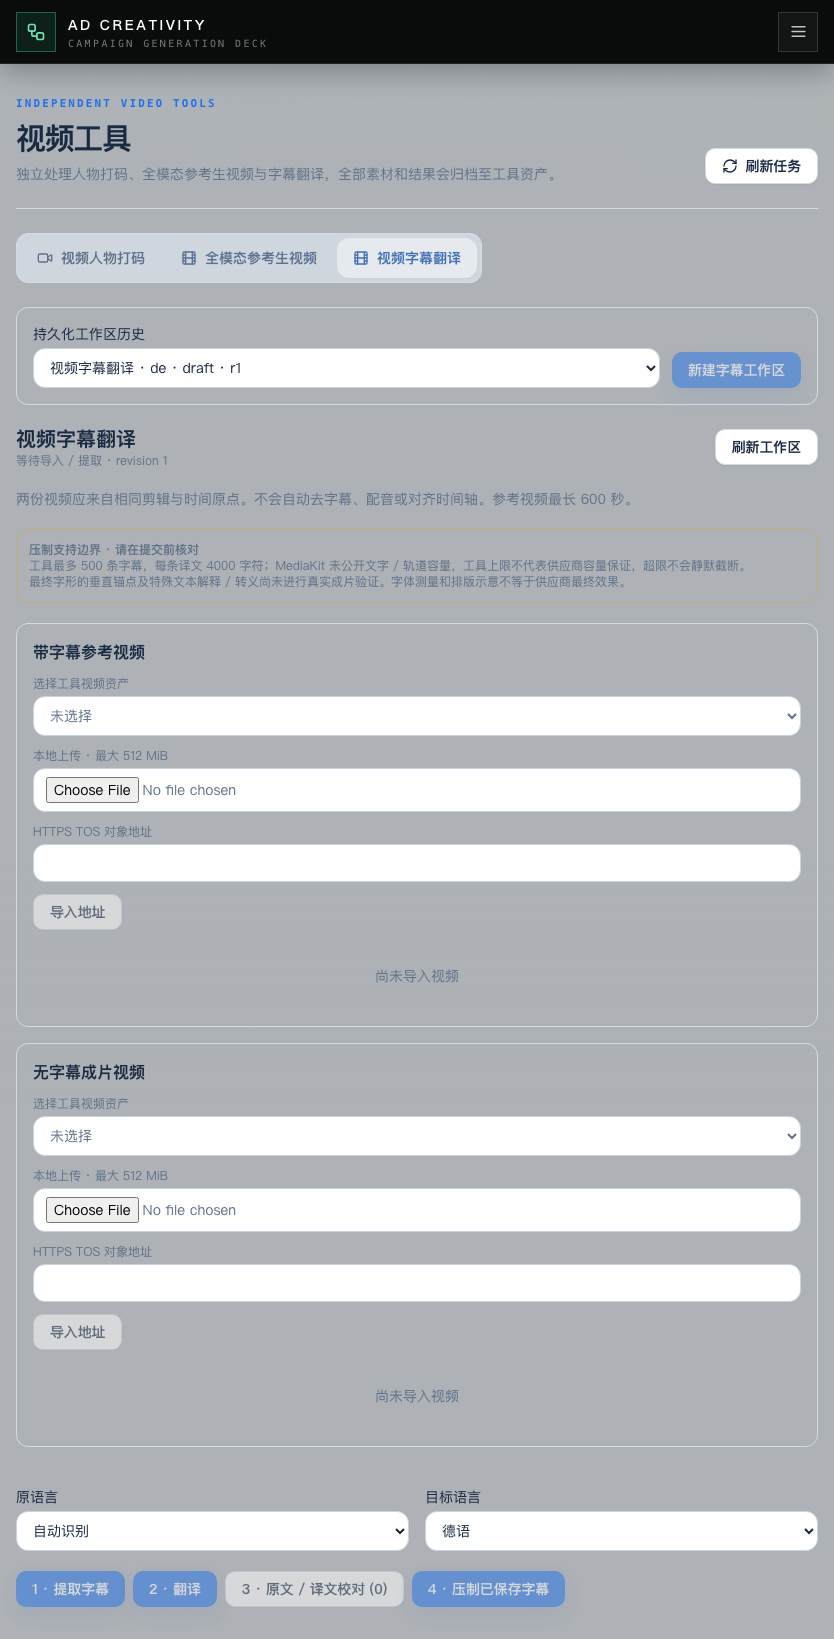 AD CREATIVITY
CAMPAIGN GENERATION DECK
INDEPENDENT VIDEO TOOLS
视频工具
独立处理人物打码、全模态参考生视频与字幕翻译，全部素材和结果会归档至工具资产。
刷新任务
视频人物打码
全模态参考生视频
视频字幕翻译
持久化工作区历史
视频字幕翻译 · de · draft · r1
新建字幕工作区
视频字幕翻译
等待导入 / 提取 · revision 1
刷新工作区
两份视频应来自相同剪辑与时间原点。不会自动去字幕、配音或对齐时间轴。参考视频最长 600 秒。
压制支持边界 · 请在提交前核对
工具最多 500 条字幕，每条译文 4000 字符；MediaKit 未公开文字 / 轨道容量，工具上限不代表供应商容量保证，超限不会静默截断。
最终字形的垂直锚点及特殊文本解释 / 转义尚未进行真实成片验证。字体测量和排版示意不等于供应商最终效果。
带字幕参考视频
选择工具视频资产
未选择
本地上传 · 最大 512 MiB
Choose File No file chosen
HTTPS TOS 对象地址
导入地址
尚未导入视频
无字幕成片视频
选择工具视频资产
未选择
本地上传 · 最大 512 MiB
Choose File No file chosen
HTTPS TOS 对象地址
导入地址
尚未导入视频
原语言
目标语言
自动识别
德语
1 · 提取字幕
2 · 翻译
3 · 原文 / 译文校对 (0)
4 · 压制已保存字幕